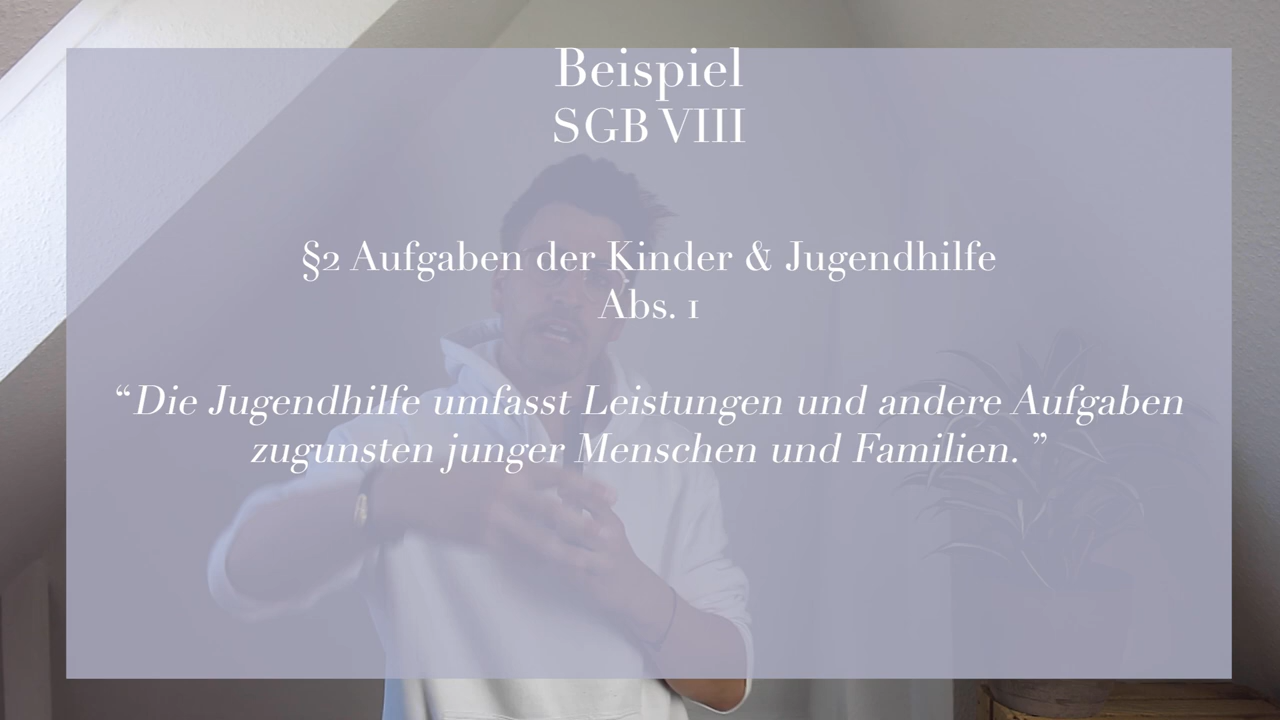 Beispiel
SGB VIII
§2 Aufgaben der Kinder & Jugendhilfe
Abs. 1
“Die Jugendhilfe umfasst Leistungen und andere Aufgaben
zugunsten junger Menschen und Familien.”